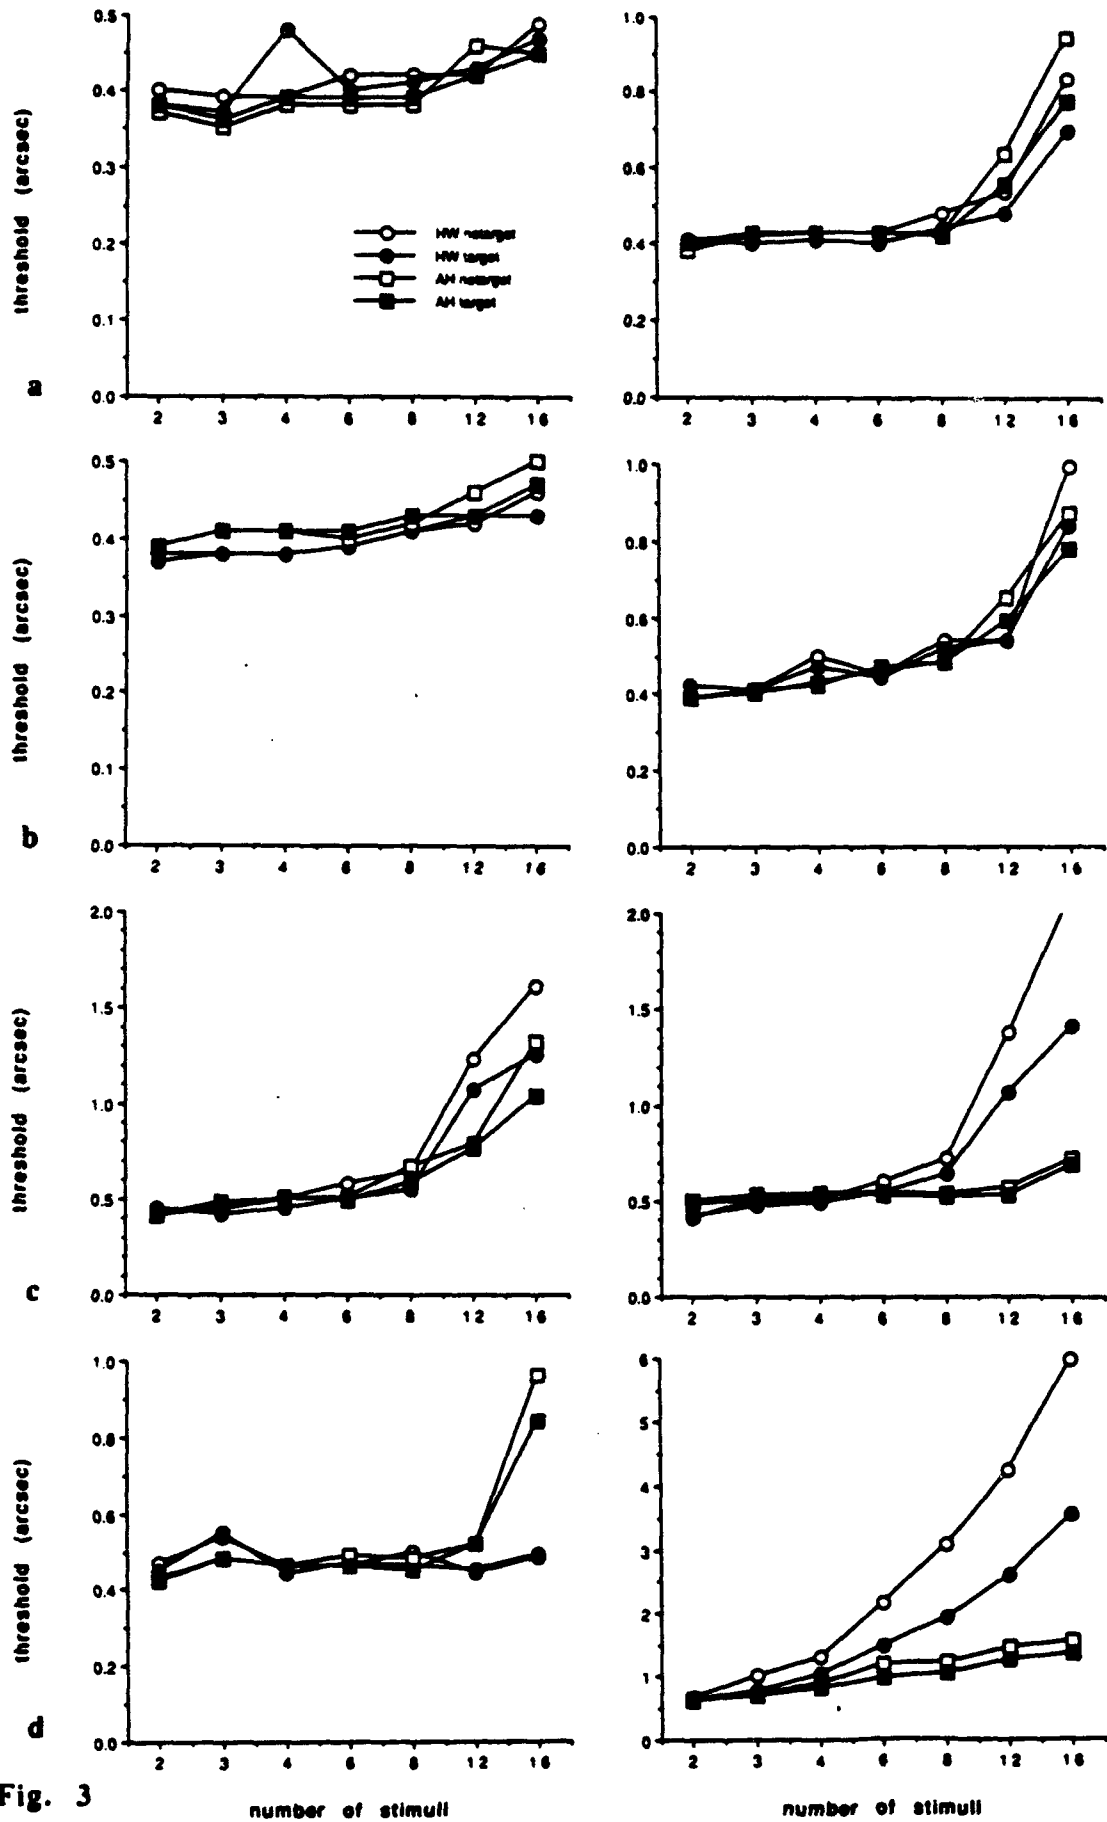 0.5
0.4
0.3
0.2
0.1
0.0
threshold (arcsec)
HW notarget
HW target
AH notarget
AH target
a
2 3 4 6 8 12 16
1.0
0.8
0.6
0.4
0.2
0.0
2 3 4 6 8 12 16
0.5
0.4
0.3
0.2
0.1
0.0
threshold (arcsec)
b
2 3 4 6 8 12 16
1.0
0.8
0.6
0.4
0.2
0.0
2 3 4 6 8 12 16
2.0
1.5
1.0
0.5
0.0
threshold (arcsec)
c
2 3 4 6 8 12 16
2.0
1.5
1.0
0.5
0.0
2 3 4 6 8 12 16
1.0
0.8
0.6
0.4
0.2
0.0
threshold (arcsec)
d
2 3 4 6 8 12 16
6
5
4
3
2
1
0
2 3 4 6 8 12 16
Fig. 3
number of stimuli
number of stimuli